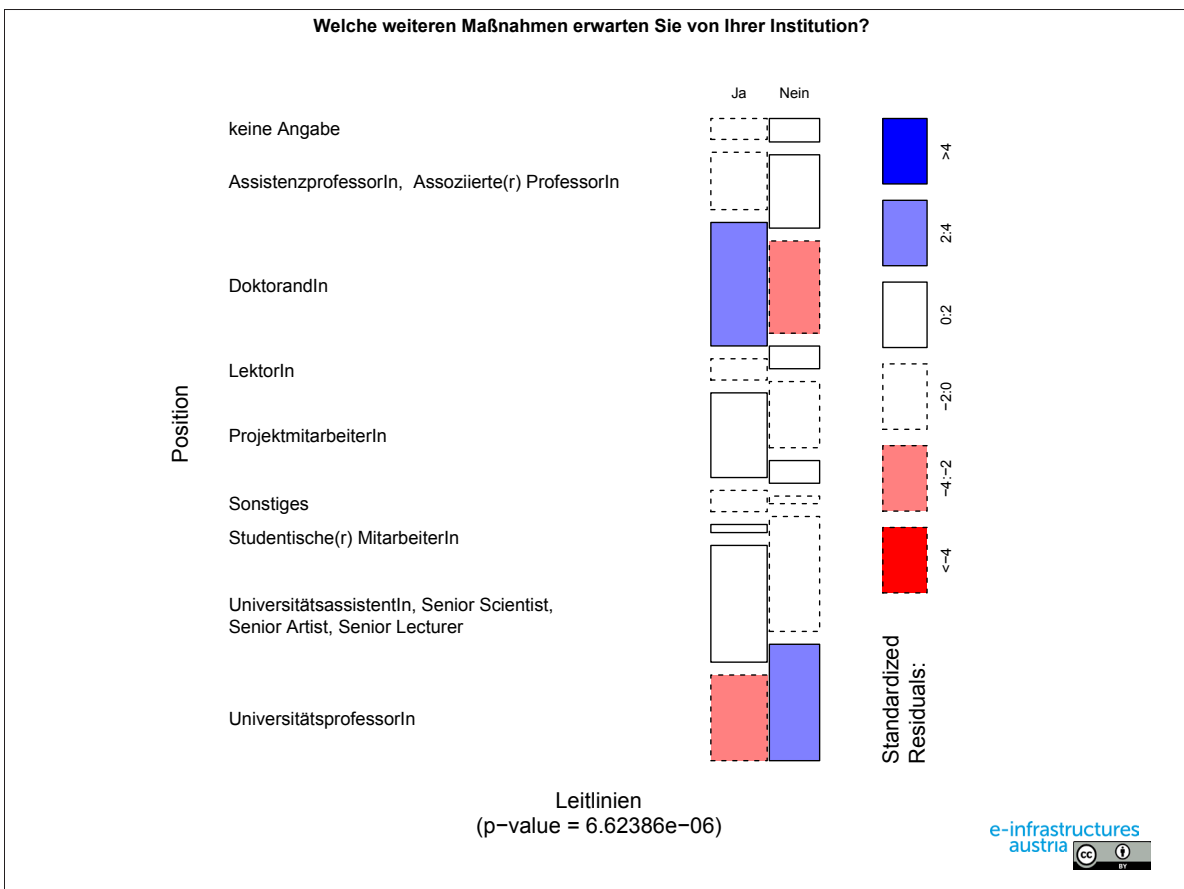 Welche weiteren Maßnahmen erwarten Sie von Ihrer Institution?
Ja Nein
keine Angabe
AssistenzprofessorIn, Assoziierte(r) ProfessorIn
DoktorandIn
LektorIn
ProjektmitarbeiterIn
Sonstiges
Studentische(r) MitarbeiterIn
UniversitätsassistentIn, Senior Scientist,
Senior Artist, Senior Lecturer
UniversitätsprofessorIn
Position
Leitlinien
(p−value = 6.62386e−06)
>4
2:4
0:2
−2:0
−4:−2
<−4
Standardized
Residuals:
e-infrastructures
austria
cc
BY